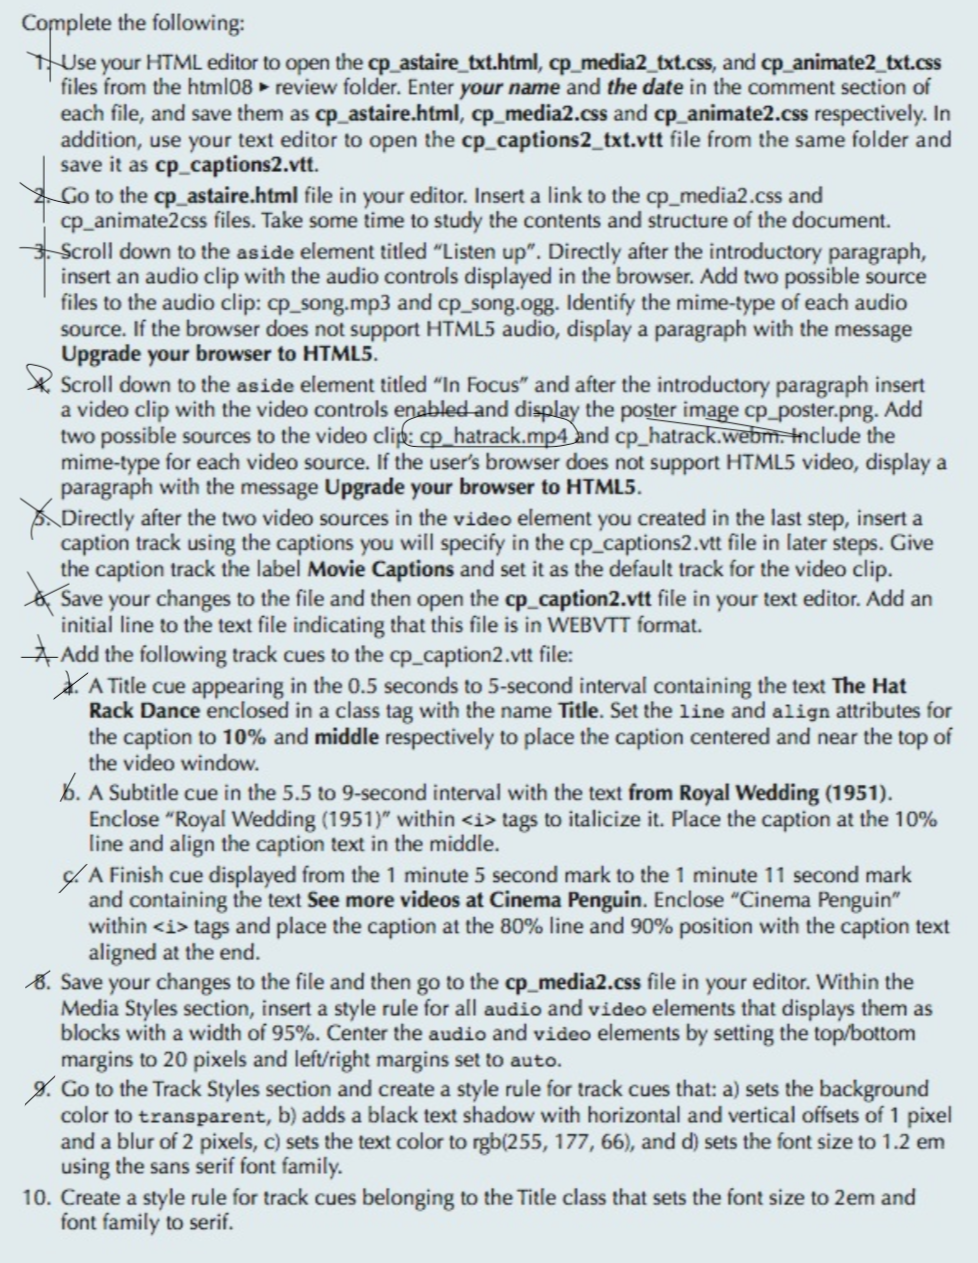 Complete the following:
1. Use your HTML editor to open the cp_astaire_txt.html, cp_media2_txt.css, and cp_animate2_txt.css
files from the html08 ▸ review folder. Enter your name and the date in the comment section of
each file, and save them as cp_astaire.html, cp_media2.css and cp_animate2.css respectively. In
addition, use your text editor to open the cp_captions2_txt.vtt file from the same folder and
save it as cp_captions2.vtt.
2. Go to the cp_astaire.html file in your editor. Insert a link to the cp_media2.css and
cp_animate2css files. Take some time to study the contents and structure of the document.
3. Scroll down to the aside element titled “Listen up”. Directly after the introductory paragraph,
insert an audio clip with the audio controls displayed in the browser. Add two possible source
files to the audio clip: cp_song.mp3 and cp_song.ogg. Identify the mime-type of each audio
source. If the browser does not support HTML5 audio, display a paragraph with the message
Upgrade your browser to HTML5.
4. Scroll down to the aside element titled “In Focus” and after the introductory paragraph insert
a video clip with the video controls enabled and display the poster image cp_poster.png. Add
two possible sources to the video clip: cp_hatrack.mp4 and cp_hatrack.webm. Include the
mime-type for each video source. If the user’s browser does not support HTML5 video, display a
paragraph with the message Upgrade your browser to HTML5.
5. Directly after the two video sources in the video element you created in the last step, insert a
caption track using the captions you will specify in the cp_captions2.vtt file in later steps. Give
the caption track the label Movie Captions and set it as the default track for the video clip.
6. Save your changes to the file and then open the cp_caption2.vtt file in your text editor. Add an
initial line to the text file indicating that this file is in WEBVTT format.
7. Add the following track cues to the cp_caption2.vtt file:
a. A Title cue appearing in the 0.5 seconds to 5-second interval containing the text The Hat
Rack Dance enclosed in a class tag with the name Title. Set the line and align attributes for
the caption to 10% and middle respectively to place the caption centered and near the top of
the video window.
b. A Subtitle cue in the 5.5 to 9-second interval with the text from Royal Wedding (1951).
Enclose “Royal Wedding (1951)” within <i> tags to italicize it. Place the caption at the 10%
line and align the caption text in the middle.
c. A Finish cue displayed from the 1 minute 5 second mark to the 1 minute 11 second mark
and containing the text See more videos at Cinema Penguin. Enclose “Cinema Penguin”
within <i> tags and place the caption at the 80% line and 90% position with the caption text
aligned at the end.
8. Save your changes to the file and then go to the cp_media2.css file in your editor. Within the
Media Styles section, insert a style rule for all audio and video elements that displays them as
blocks with a width of 95%. Center the audio and video elements by setting the top/bottom
margins to 20 pixels and left/right margins set to auto.
9. Go to the Track Styles section and create a style rule for track cues that: a) sets the background
color to transparent, b) adds a black text shadow with horizontal and vertical offsets of 1 pixel
and a blur of 2 pixels, c) sets the text color to rgb(255, 177, 66), and d) sets the font size to 1.2 em
using the sans serif font family.
10. Create a style rule for track cues belonging to the Title class that sets the font size to 2em and
font family to serif.